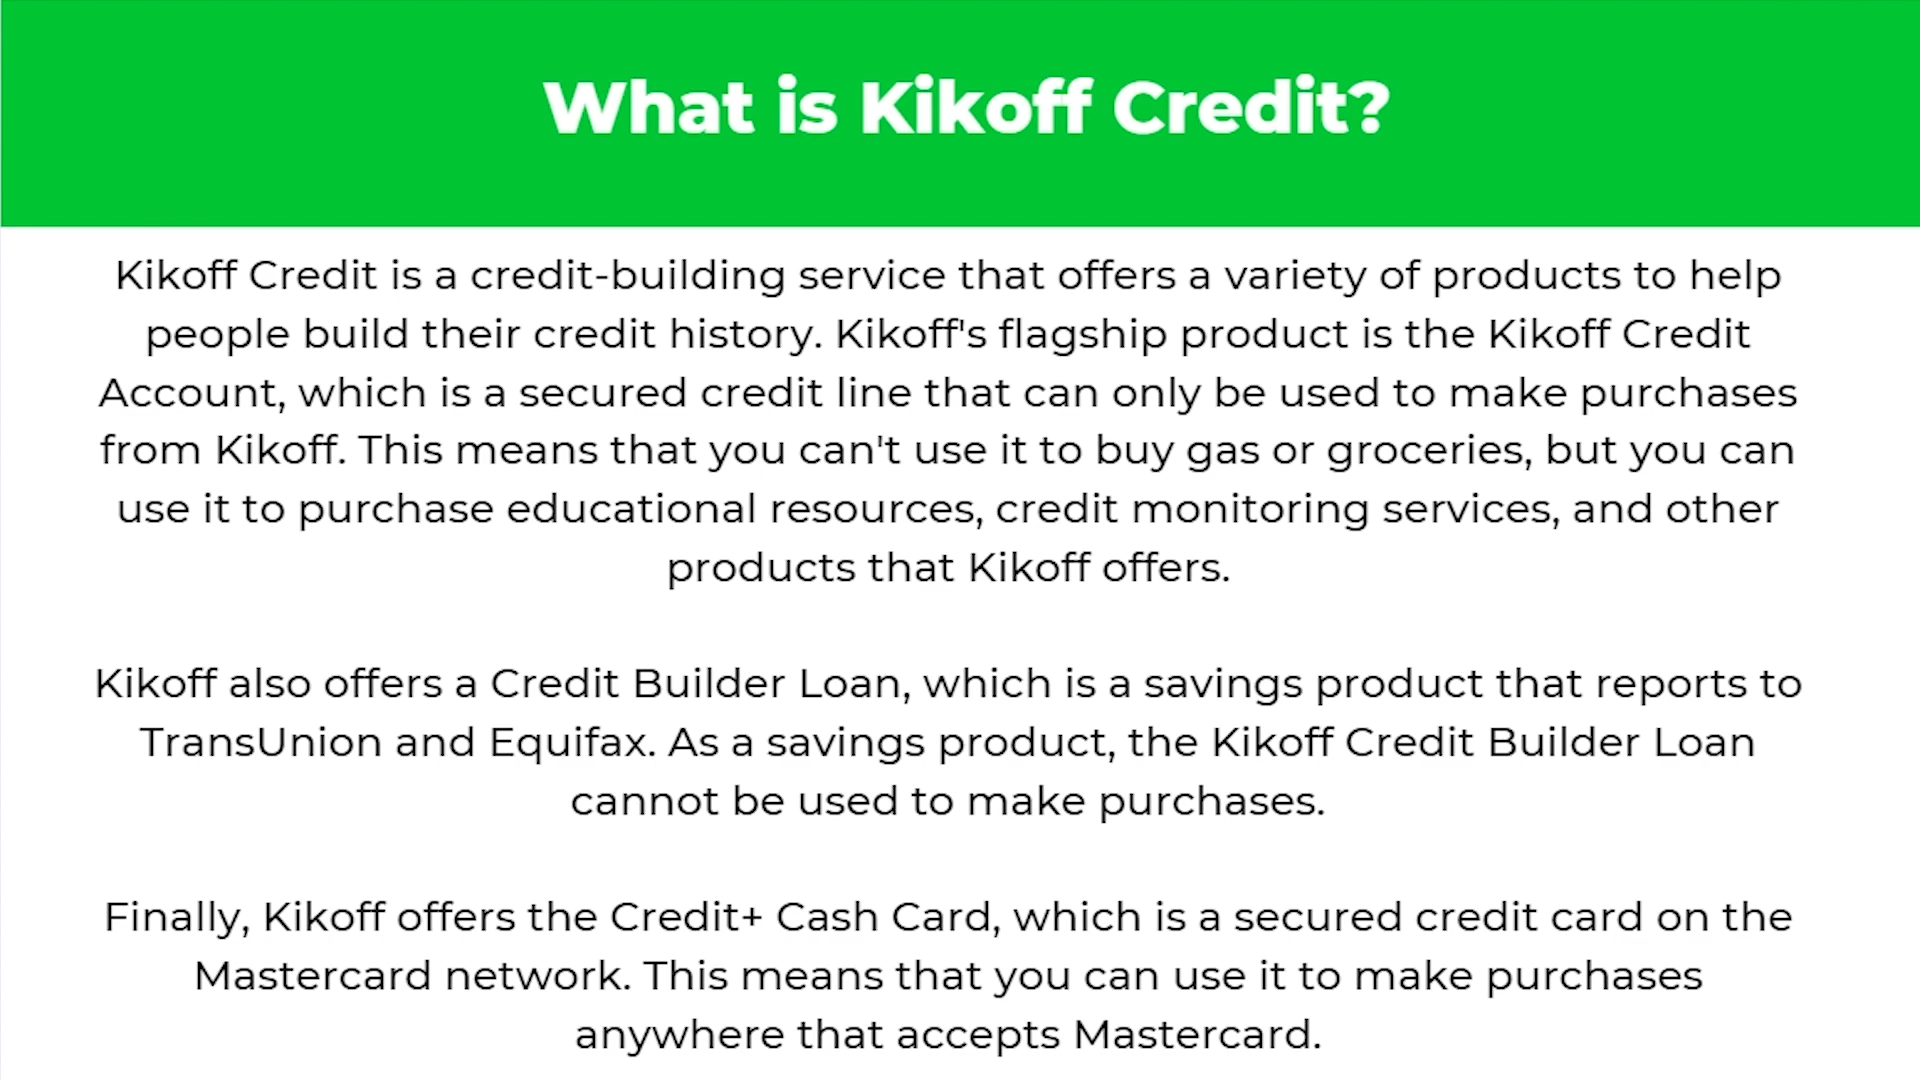 What is Kikoff Credit?
Kikoff Credit is a credit-building service that offers a variety of products to help
people build their credit history. Kikoff's flagship product is the Kikoff Credit
Account, which is a secured credit line that can only be used to make purchases
from Kikoff. This means that you can't use it to buy gas or groceries, but you can
use it to purchase educational resources, credit monitoring services, and other
products that Kikoff offers.
Kikoff also offers a Credit Builder Loan, which is a savings product that reports to
TransUnion and Equifax. As a savings product, the Kikoff Credit Builder Loan
cannot be used to make purchases.
Finally, Kikoff offers the Credit+ Cash Card, which is a secured credit card on the
Mastercard network. This means that you can use it to make purchases
anywhere that accepts Mastercard.